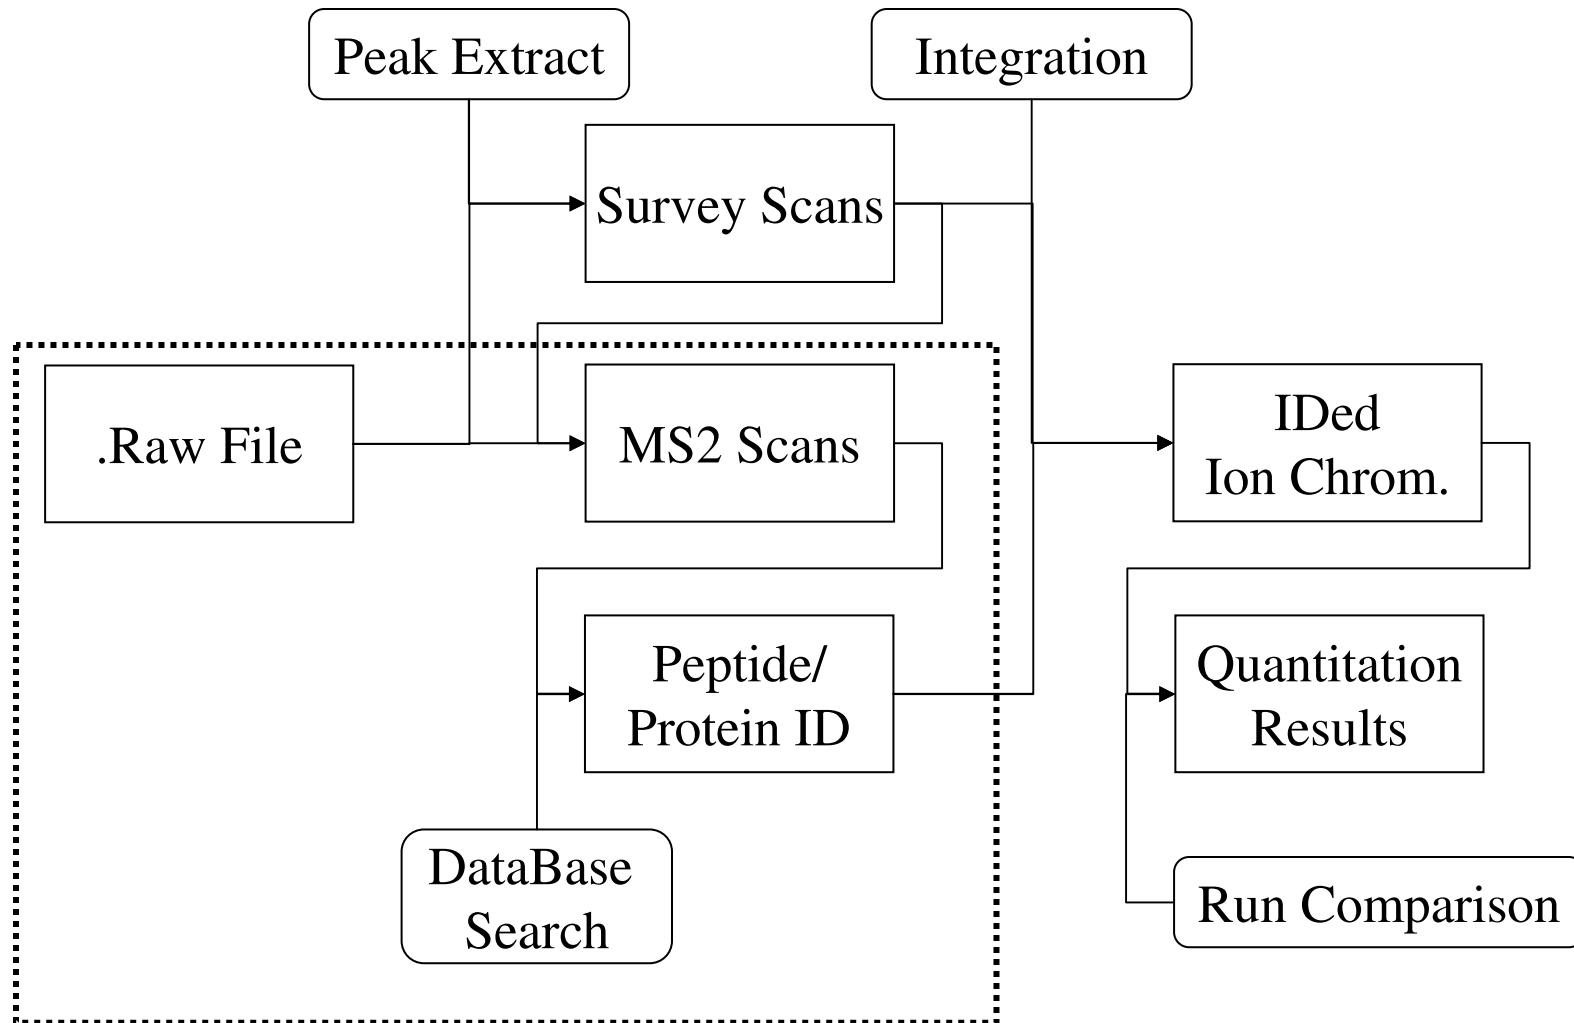 Peak Extract
Integration
Survey Scans
.Raw File
MS2 Scans
IDed
Ion Chrom.
Peptide/
Protein ID
Quantitation
Results
DataBase
Search
Run Comparison